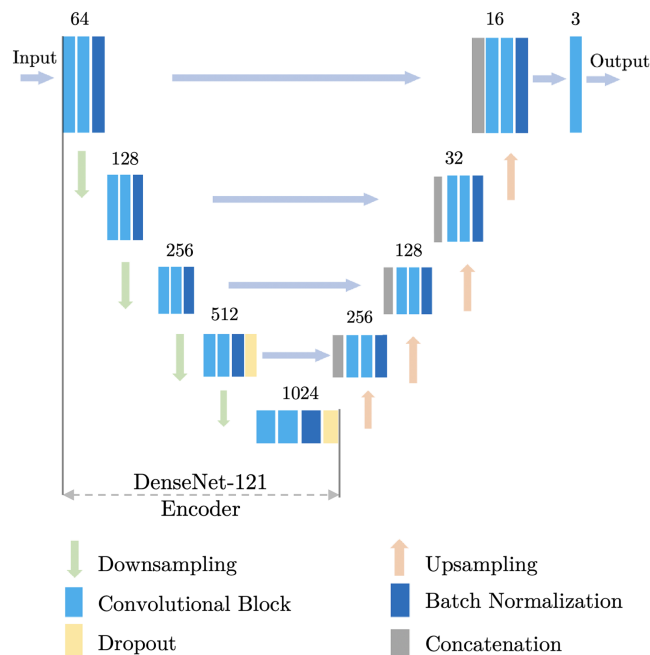 64
16
3
Input
Output
128
32
256
128
512
256
1024
DenseNet-121
Encoder
Downsampling
Upsampling
Convolutional Block
Batch Normalization
Dropout
Concatenation